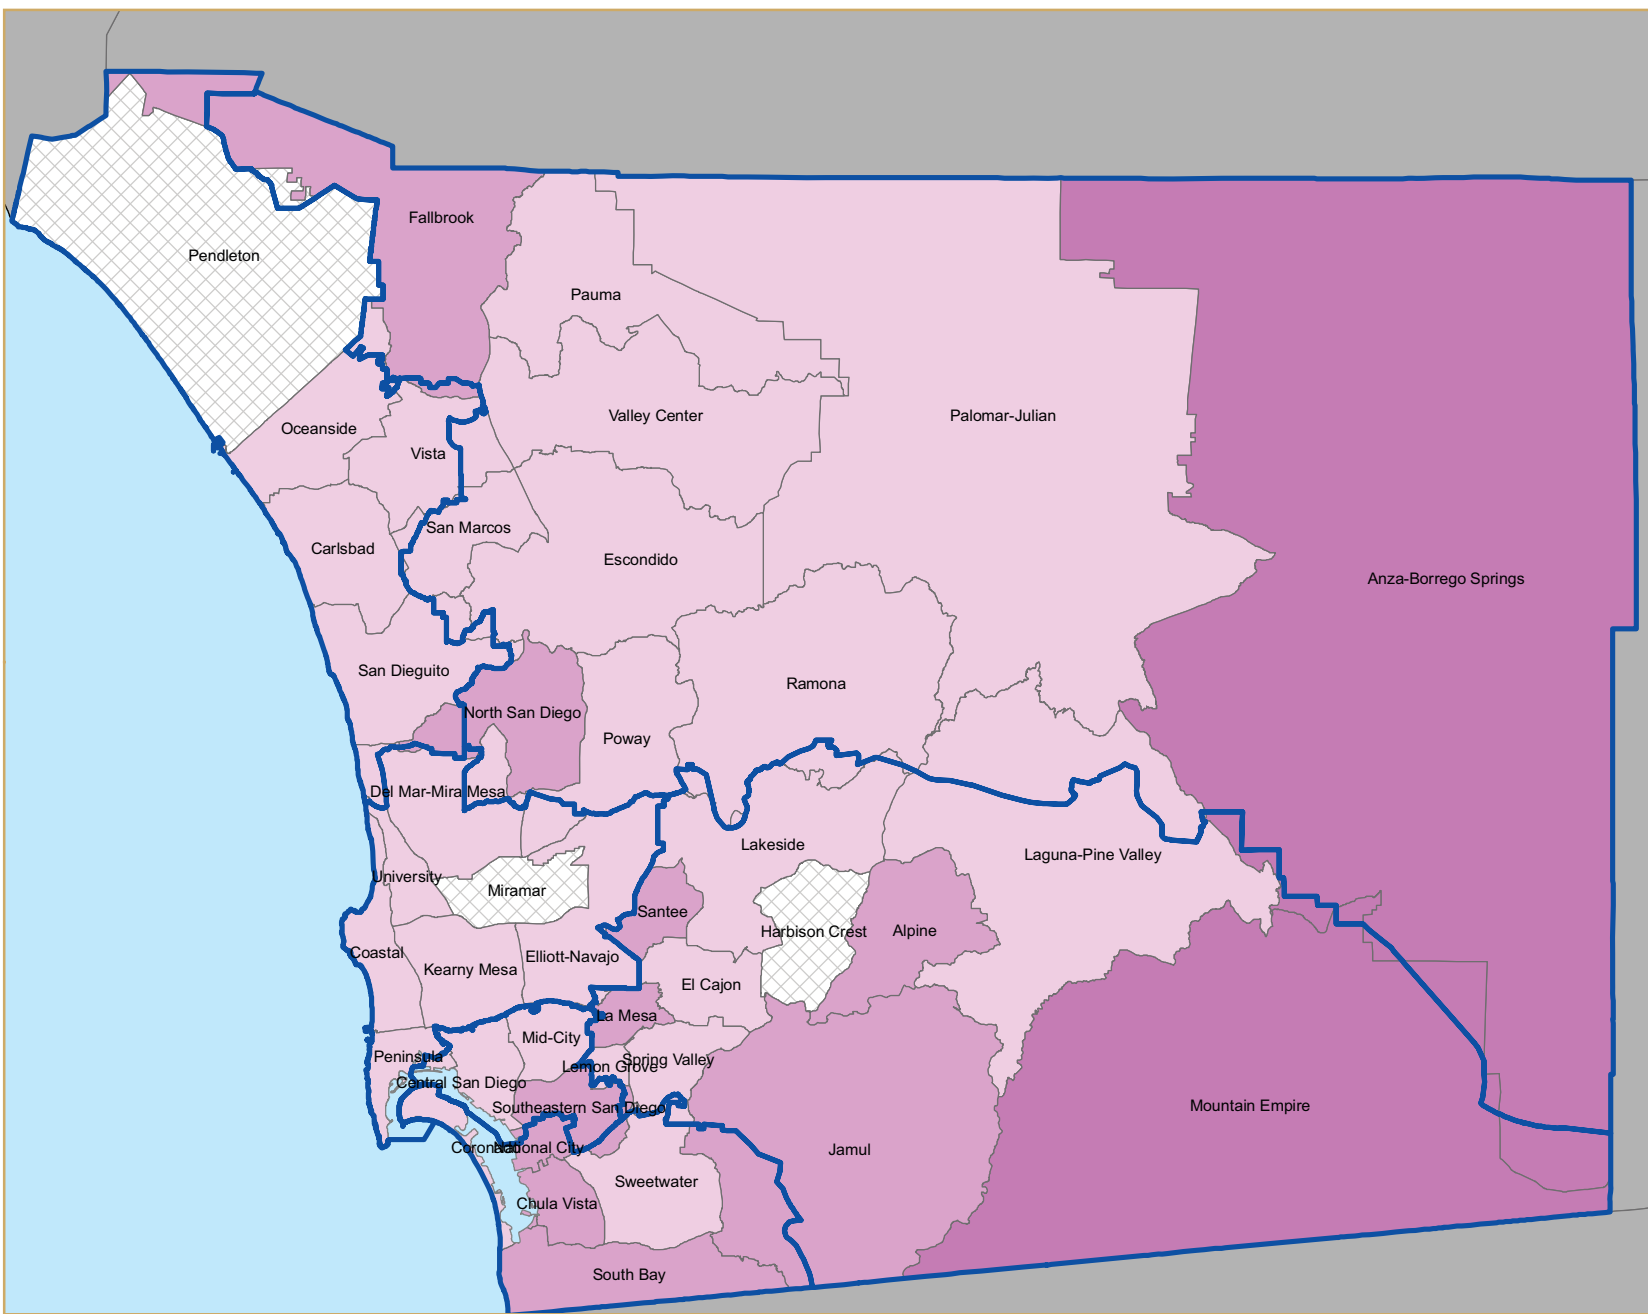 Fallbrook
Pendleton
Pauma
Valley Center
Palomar-Julian
Oceanside
Vista
San Marcos
Carlsbad
Escondido
Anza-Borrego Springs
San Dieguito
Ramona
North San Diego
Poway
Del Mar-Mira Mesa
Lakeside
Laguna-Pine Valley
University
Miramar
Santee
Harbison Crest
Alpine
Coastal
Elliott-Navajo
Kearny Mesa
El Cajon
La Mesa
Mid-City
Peninsula
Lemon Grove
Spring Valley
Central San Diego
Southeastern San Diego
Mountain Empire
Coronado
National City
Jamul
Sweetwater
Chula Vista
South Bay